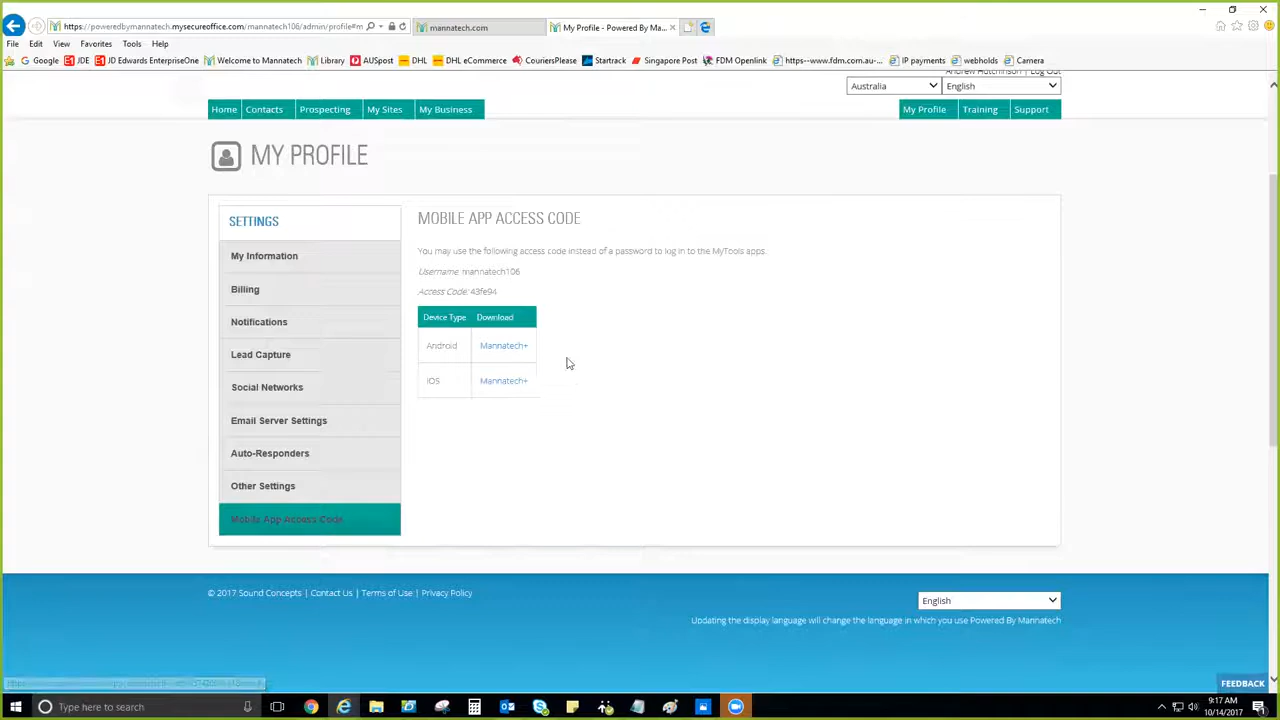 https://poweredbymannatech.mysecureoffice.com/mannatech106/admin/profile#m
mannatech.com
My Profile - Powered By Ma...
File Edit View Favorites Tools Help
Google JDE JD Edwards EnterpriseOne Welcome to Mannatech Library AUSpost DHL DHL eCommerce CouriersPlease Startrack Singapore Post FDM Openlink https--www.fdm.com.au-... IP payments webholds Camera
Andrew Hutchinson | Log Out
Australia English
Home Contacts Prospecting My Sites My Business My Profile Training Support
MY PROFILE
SETTINGS
My Information
Billing
Notifications
Lead Capture
Social Networks
Email Server Settings
Auto-Responders
Other Settings
Mobile App Access Code
MOBILE APP ACCESS CODE
You may use the following access code instead of a password to log in to the MyTools apps.
Username: mannatech106
Access Code: 43fe94
Device Type Download
Android Mannatech+
iOS Mannatech+
© 2017 Sound Concepts | Contact Us | Terms of Use | Privacy Policy
English
Updating the display language will change the language in which you use Powered By Mannatech
FEEDBACK
Type here to search
9:17 AM
10/14/2017